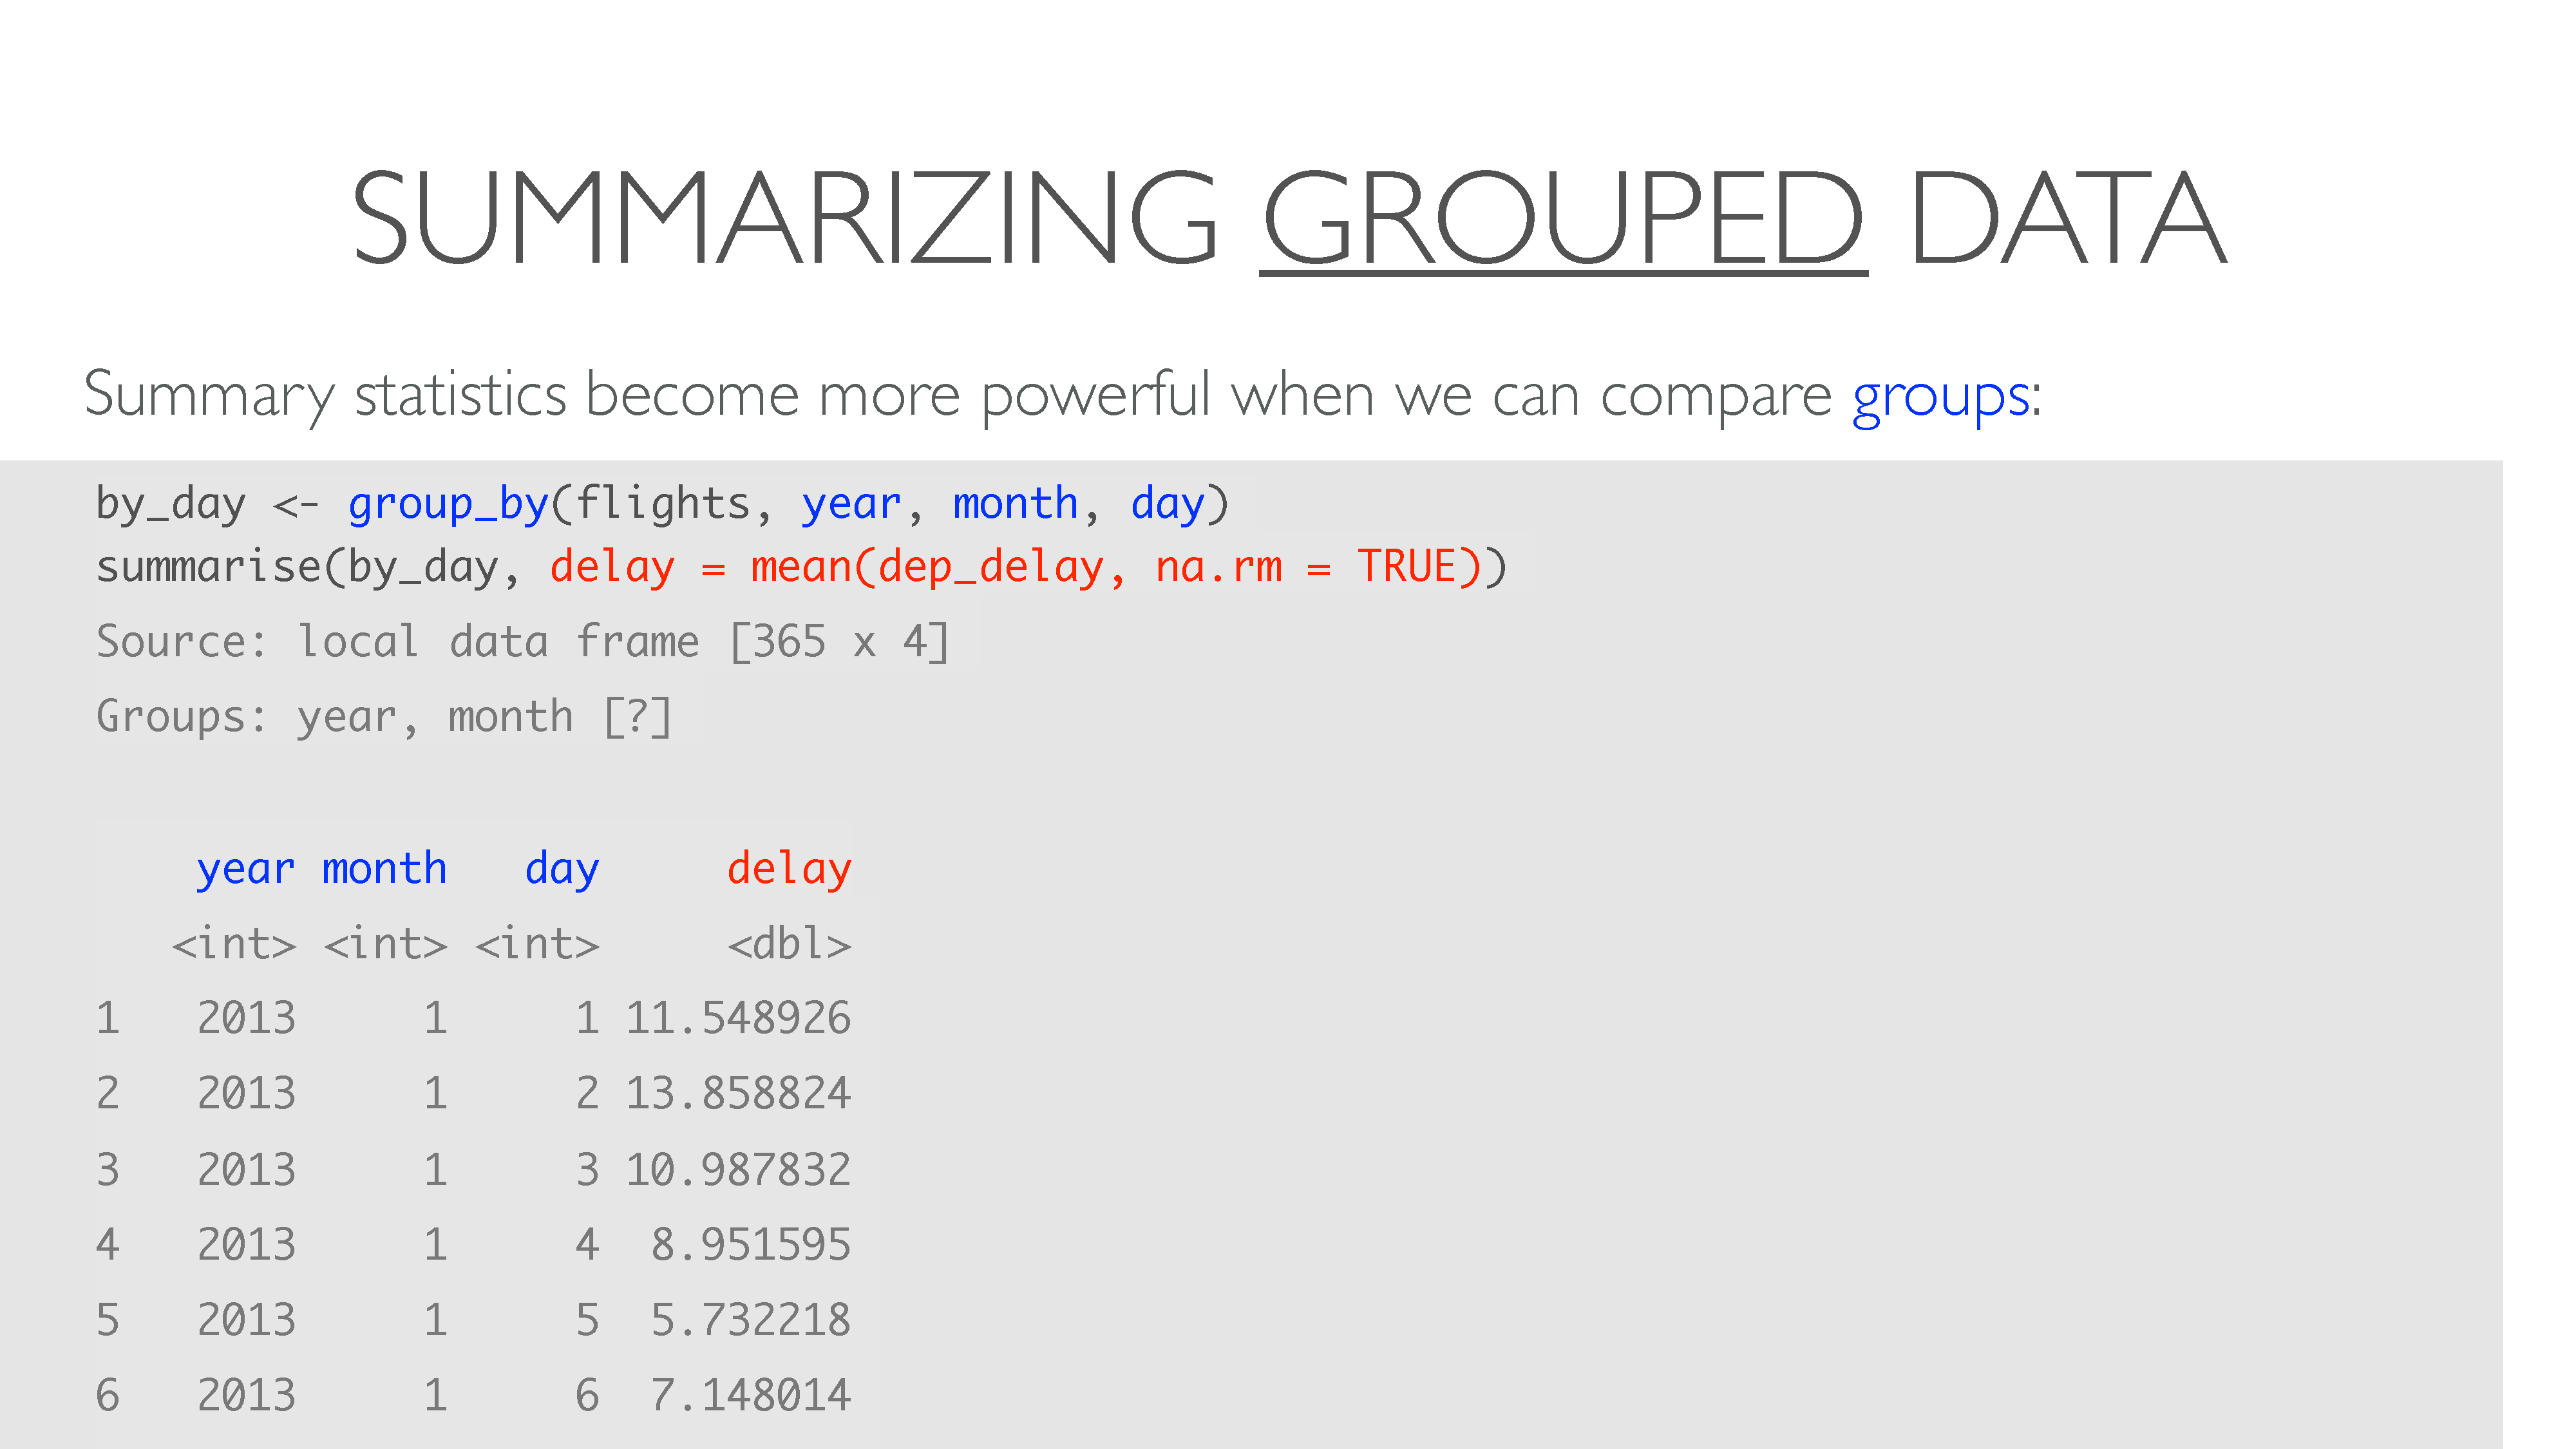 SUMMARIZING GROUPED DATA
Summary statistics become more powerful when we can compare groups:
by_day <- group_by(flights, year, month, day)
summarise(by_day, delay = mean(dep_delay, na.rm = TRUE))
Source: local data frame [365 x 4]
Groups: year, month [?]
year month day delay
<int> <int> <int> <dbl>
1 2013 1 1 11.548926
2 2013 1 2 13.858824
3 2013 1 3 10.987832
4 2013 1 4 8.951595
5 2013 1 5 5.732218
6 2013 1 6 7.148014